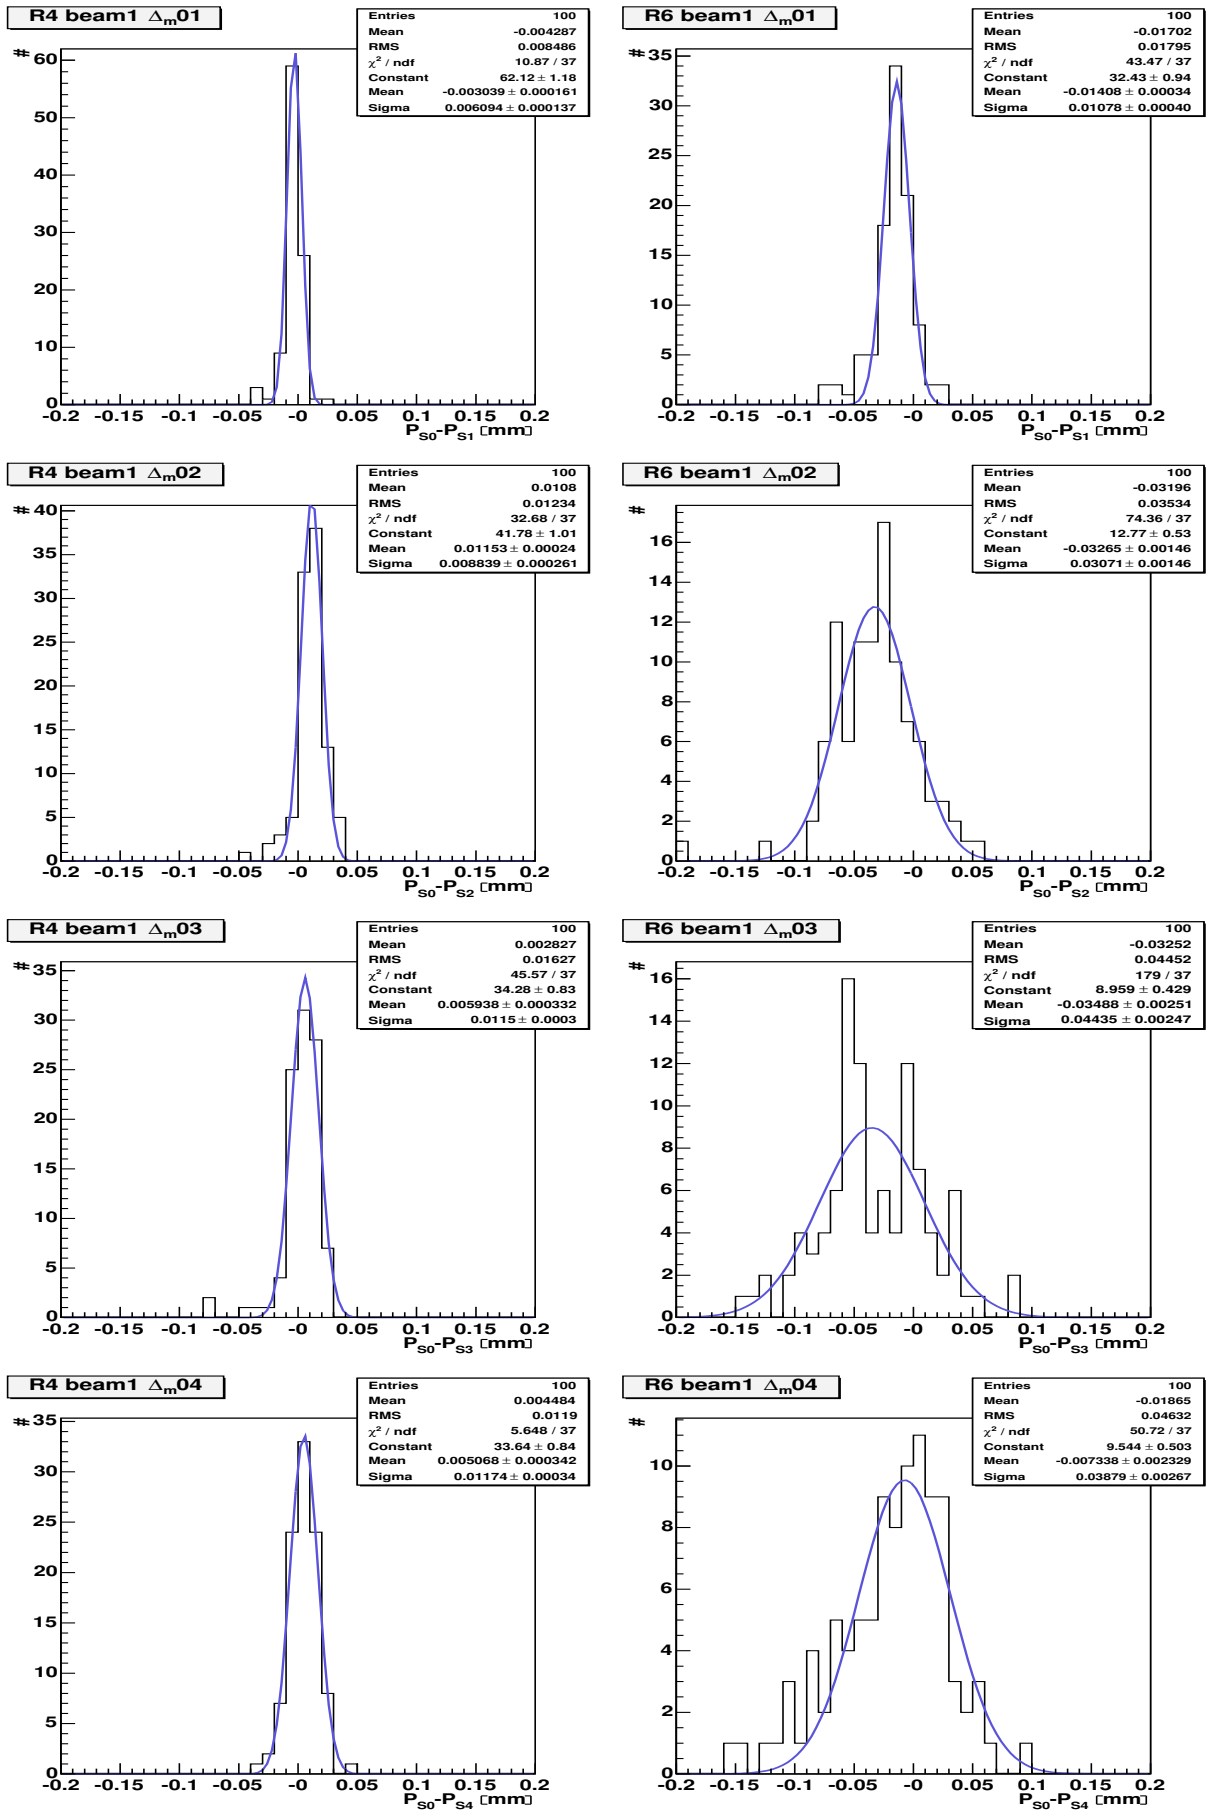 R4 beam1 Δm01
Entries 100
Mean -0.004287
RMS 0.008486
χ² / ndf 10.87 / 37
Constant 62.12 ± 1.18
Mean -0.003039 ± 0.000161
Sigma 0.006094 ± 0.000137
#
60
50
40
30
20
10
0
-0.2 -0.15 -0.1 -0.05 -0 0.05 0.1 0.15 0.2
PS0-PS1 [mm]
R6 beam1 Δm01
Entries 100
Mean -0.01702
RMS 0.01795
χ² / ndf 43.47 / 37
Constant 32.43 ± 0.94
Mean -0.01408 ± 0.00034
Sigma 0.01078 ± 0.00040
#
35
30
25
20
15
10
5
0
-0.2 -0.15 -0.1 -0.05 -0 0.05 0.1 0.15 0.2
PS0-PS1 [mm]
R4 beam1 Δm02
Entries 100
Mean 0.0108
RMS 0.01234
χ² / ndf 32.68 / 37
Constant 41.78 ± 1.01
Mean 0.01153 ± 0.00024
Sigma 0.008839 ± 0.000261
#
40
35
30
25
20
15
10
5
0
-0.2 -0.15 -0.1 -0.05 -0 0.05 0.1 0.15 0.2
PS0-PS2 [mm]
R6 beam1 Δm02
Entries 100
Mean -0.03196
RMS 0.03534
χ² / ndf 74.36 / 37
Constant 12.77 ± 0.53
Mean -0.03265 ± 0.00146
Sigma 0.03071 ± 0.00146
#
16
14
12
10
8
6
4
2
0
-0.2 -0.15 -0.1 -0.05 -0 0.05 0.1 0.15 0.2
PS0-PS2 [mm]
R4 beam1 Δm03
Entries 100
Mean 0.002827
RMS 0.01627
χ² / ndf 45.57 / 37
Constant 34.28 ± 0.83
Mean 0.005938 ± 0.000332
Sigma 0.0115 ± 0.0003
#
35
30
25
20
15
10
5
0
-0.2 -0.15 -0.1 -0.05 -0 0.05 0.1 0.15 0.2
PS0-PS3 [mm]
R6 beam1 Δm03
Entries 100
Mean -0.03252
RMS 0.04452
χ² / ndf 179 / 37
Constant 8.959 ± 0.429
Mean -0.03488 ± 0.00251
Sigma 0.04435 ± 0.00247
#
16
14
12
10
8
6
4
2
0
-0.2 -0.15 -0.1 -0.05 -0 0.05 0.1 0.15 0.2
PS0-PS3 [mm]
R4 beam1 Δm04
Entries 100
Mean 0.004484
RMS 0.0119
χ² / ndf 5.648 / 37
Constant 33.64 ± 0.84
Mean 0.005068 ± 0.000342
Sigma 0.01174 ± 0.00034
#
35
30
25
20
15
10
5
0
-0.2 -0.15 -0.1 -0.05 -0 0.05 0.1 0.15 0.2
PS0-PS4 [mm]
R6 beam1 Δm04
Entries 100
Mean -0.01865
RMS 0.04632
χ² / ndf 50.72 / 37
Constant 9.544 ± 0.503
Mean -0.007338 ± 0.002329
Sigma 0.03879 ± 0.00267
#
10
8
6
4
2
0
-0.2 -0.15 -0.1 -0.05 -0 0.05 0.1 0.15 0.2
PS0-PS4 [mm]